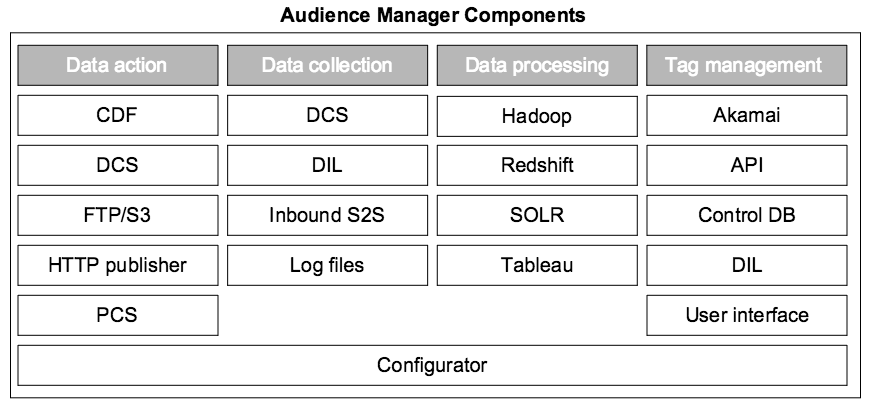 Audience Manager Components
Data action
Data collection
Data processing
Tag management
CDF
DCS
Hadoop
Akamai
DCS
DIL
Redshift
API
FTP/S3
Inbound S2S
SOLR
Control DB
HTTP publisher
Log files
Tableau
DIL
PCS
User interface
Configurator